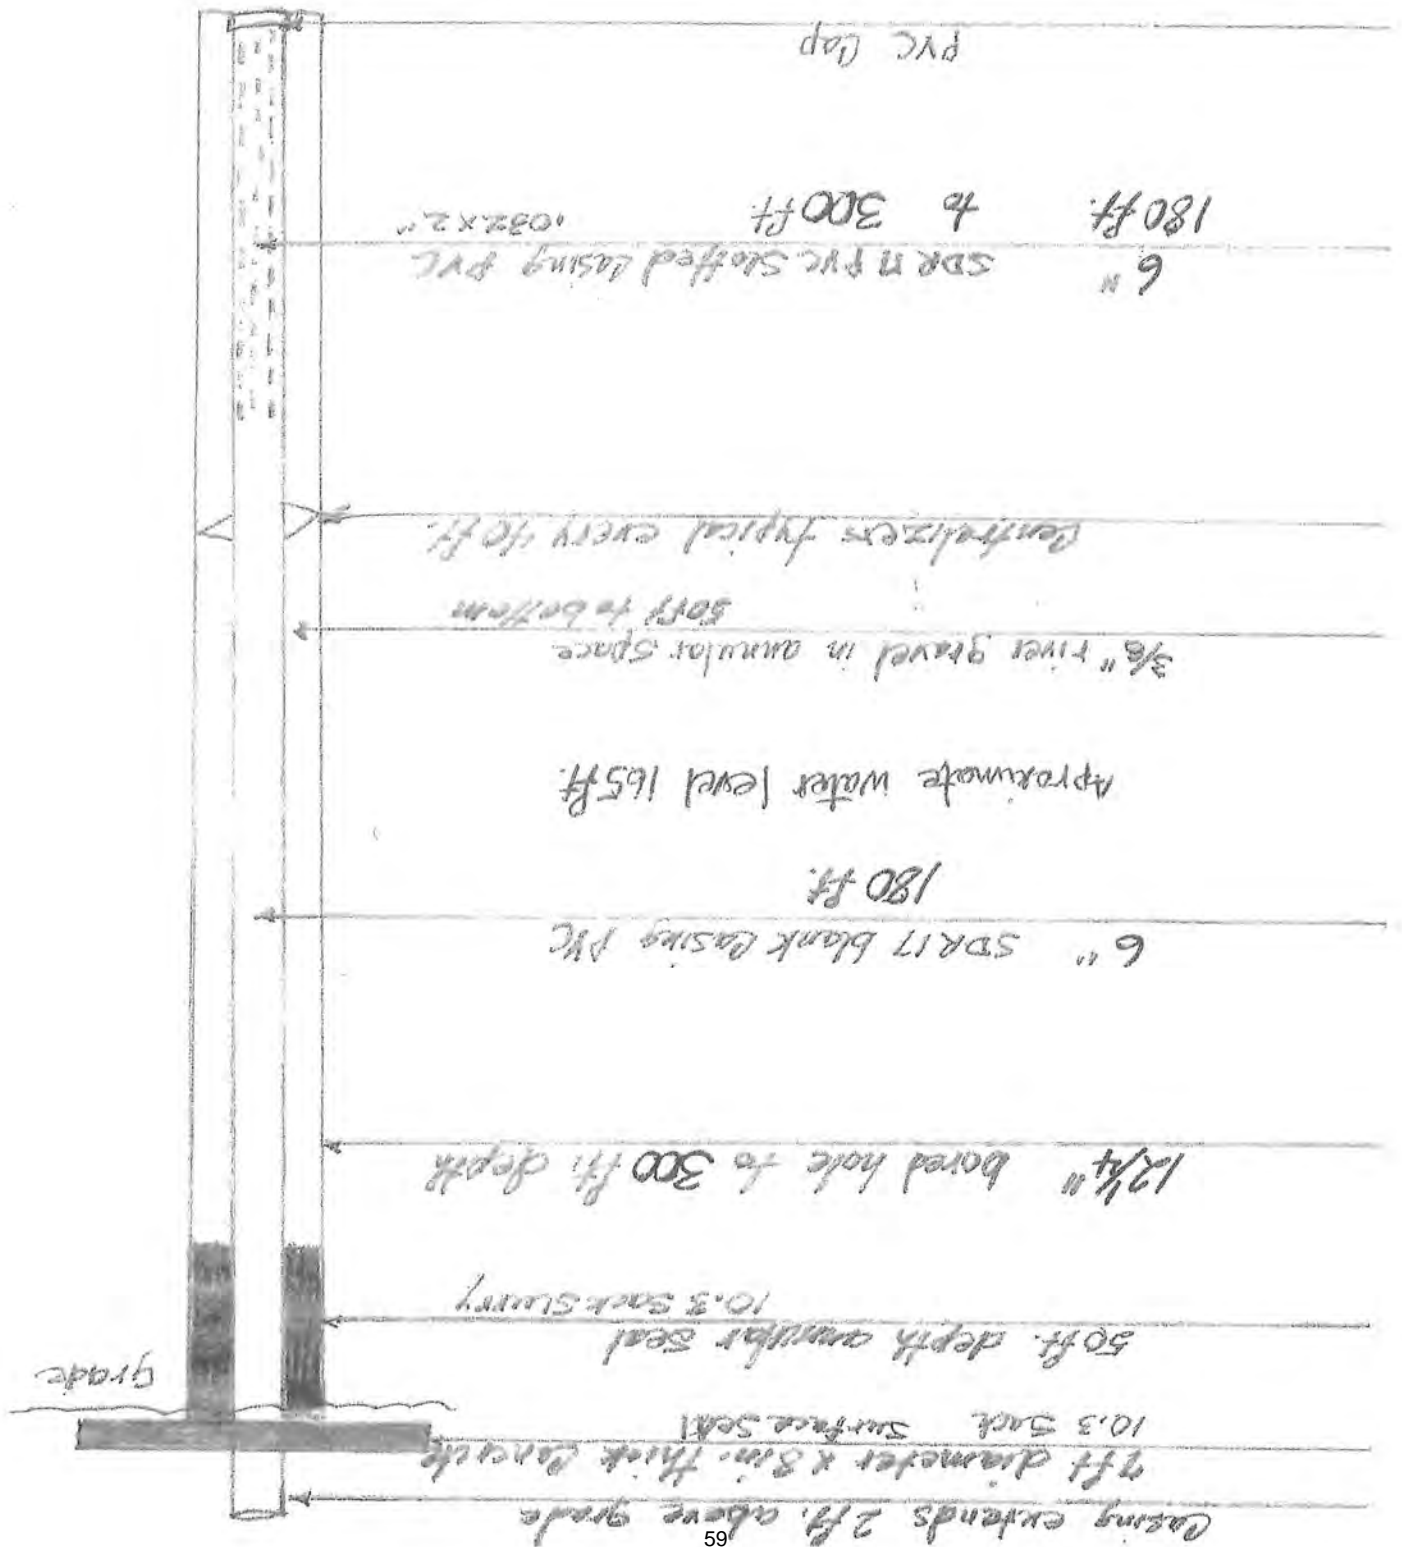 Casing extends 2 ft. above grade
7 ft diameter x 8 in. thick Concrete
10.3 Sack Surface Seal
grade
50 ft. depth annular Seal
10.3 Sack Slurry
12 1/4" bored hole to 300 ft. depth
6" SDR 17 blank Casing PVC
180 ft.
Aproximate water level 165 ft.
3/8" river gravel in annular space
50ft to bottom
Centralizers typical every 40 ft.
6" SDR 17 PVC Slotted Casing PVC
180 ft. to 300 ft. .032 x 2"
PVC Cap
59